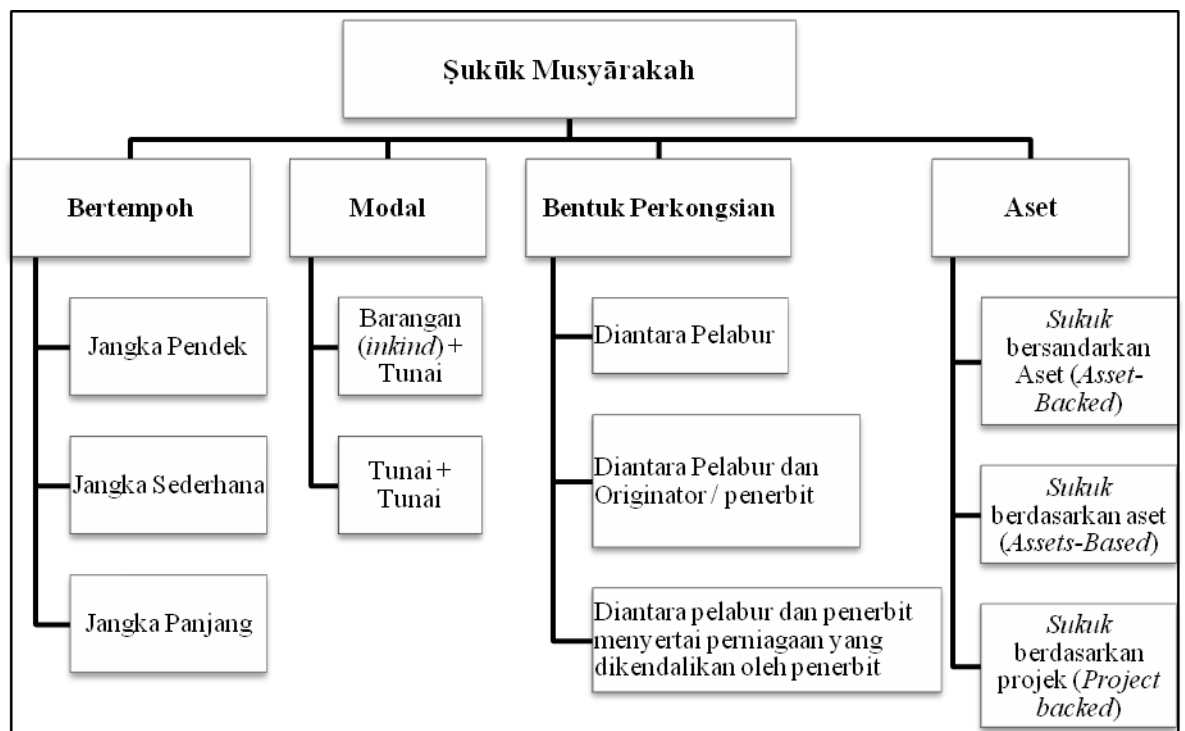 Ṣukūk Musyārakah
Bertempoh
Jangka Pendek
Jangka Sederhana
Jangka Panjang
Modal
Barangan
(inkind) +
Tunai
Tunai +
Tunai
Bentuk Perkongsian
Diantara Pelabur
Diantara Pelabur dan
Originator / penerbit
Diantara pelabur dan penerbit
menyertai perniagaan yang
dikendalikan oleh penerbit
Aset
Sukuk
bersandarkan
Aset (Asset-
Backed)
Sukuk
berdasarkan aset
(Assets-Based)
Sukuk
berdasarkan
projek (Project
backed)